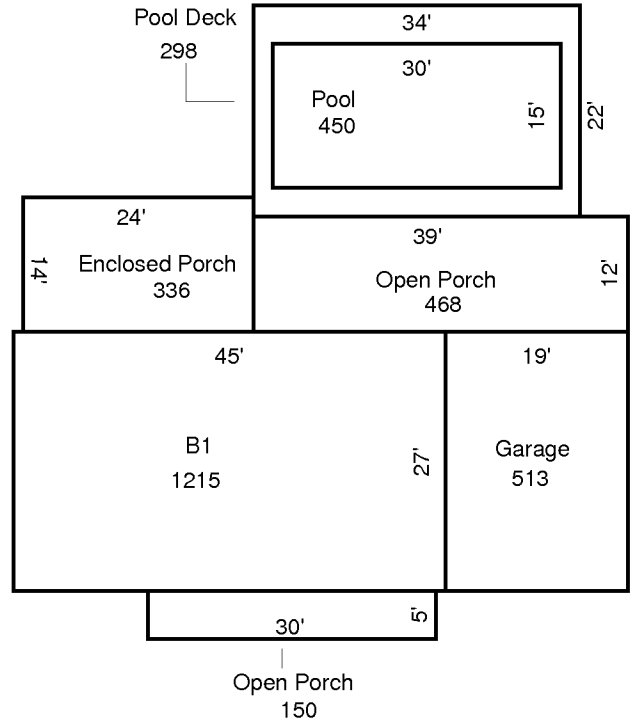 Pool Deck
298
34'
30'
Pool
450
15'
22'
24'
14'
Enclosed Porch
336
39'
Open Porch
468
12'
45'
B1
1215
27'
19'
Garage
513
30'
5'
Open Porch
150